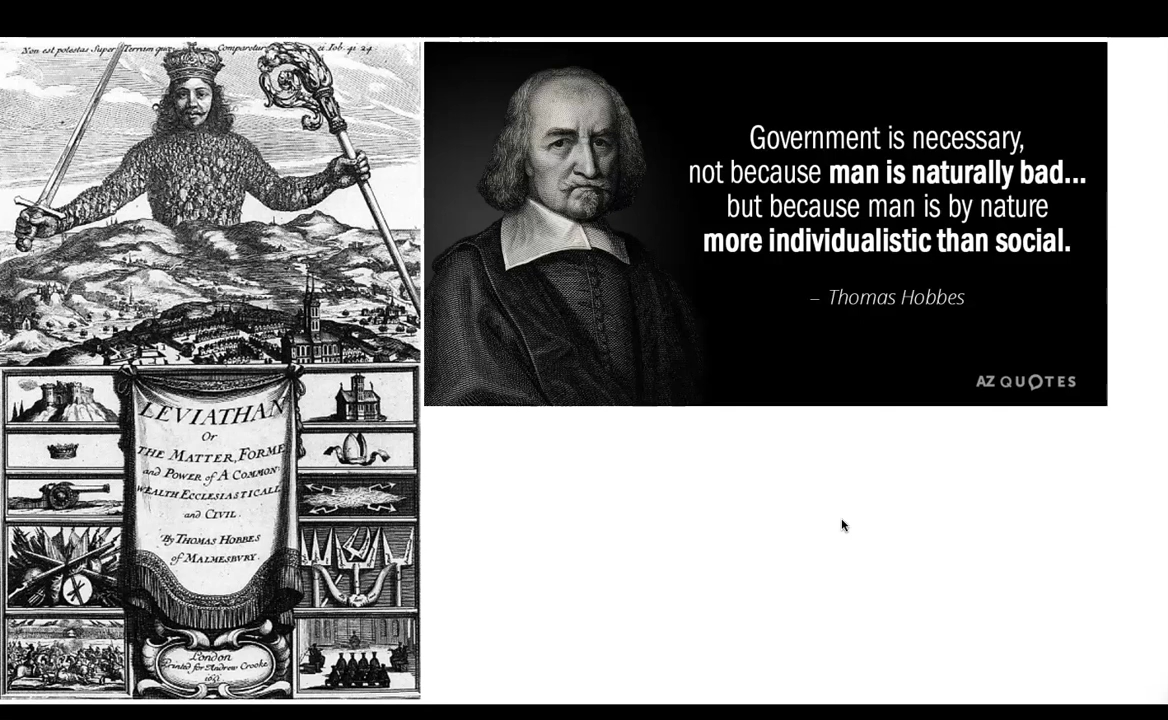 Non est potestas Super Terram quæ Comparetur ei Iob. 41. 24
LEVIATHAN
Or
THE MATTER, FORME
and POWER of A COMMON-
WEALTH ECCLESIASTICALL
and CIVIL.
By THOMAS HOBBES
of MALMESBURY.
London
Printed for Andrew Crooke
1651
Government is necessary,
not because man is naturally bad...
but because man is by nature
more individualistic than social.
– Thomas Hobbes
AZ QUOTES